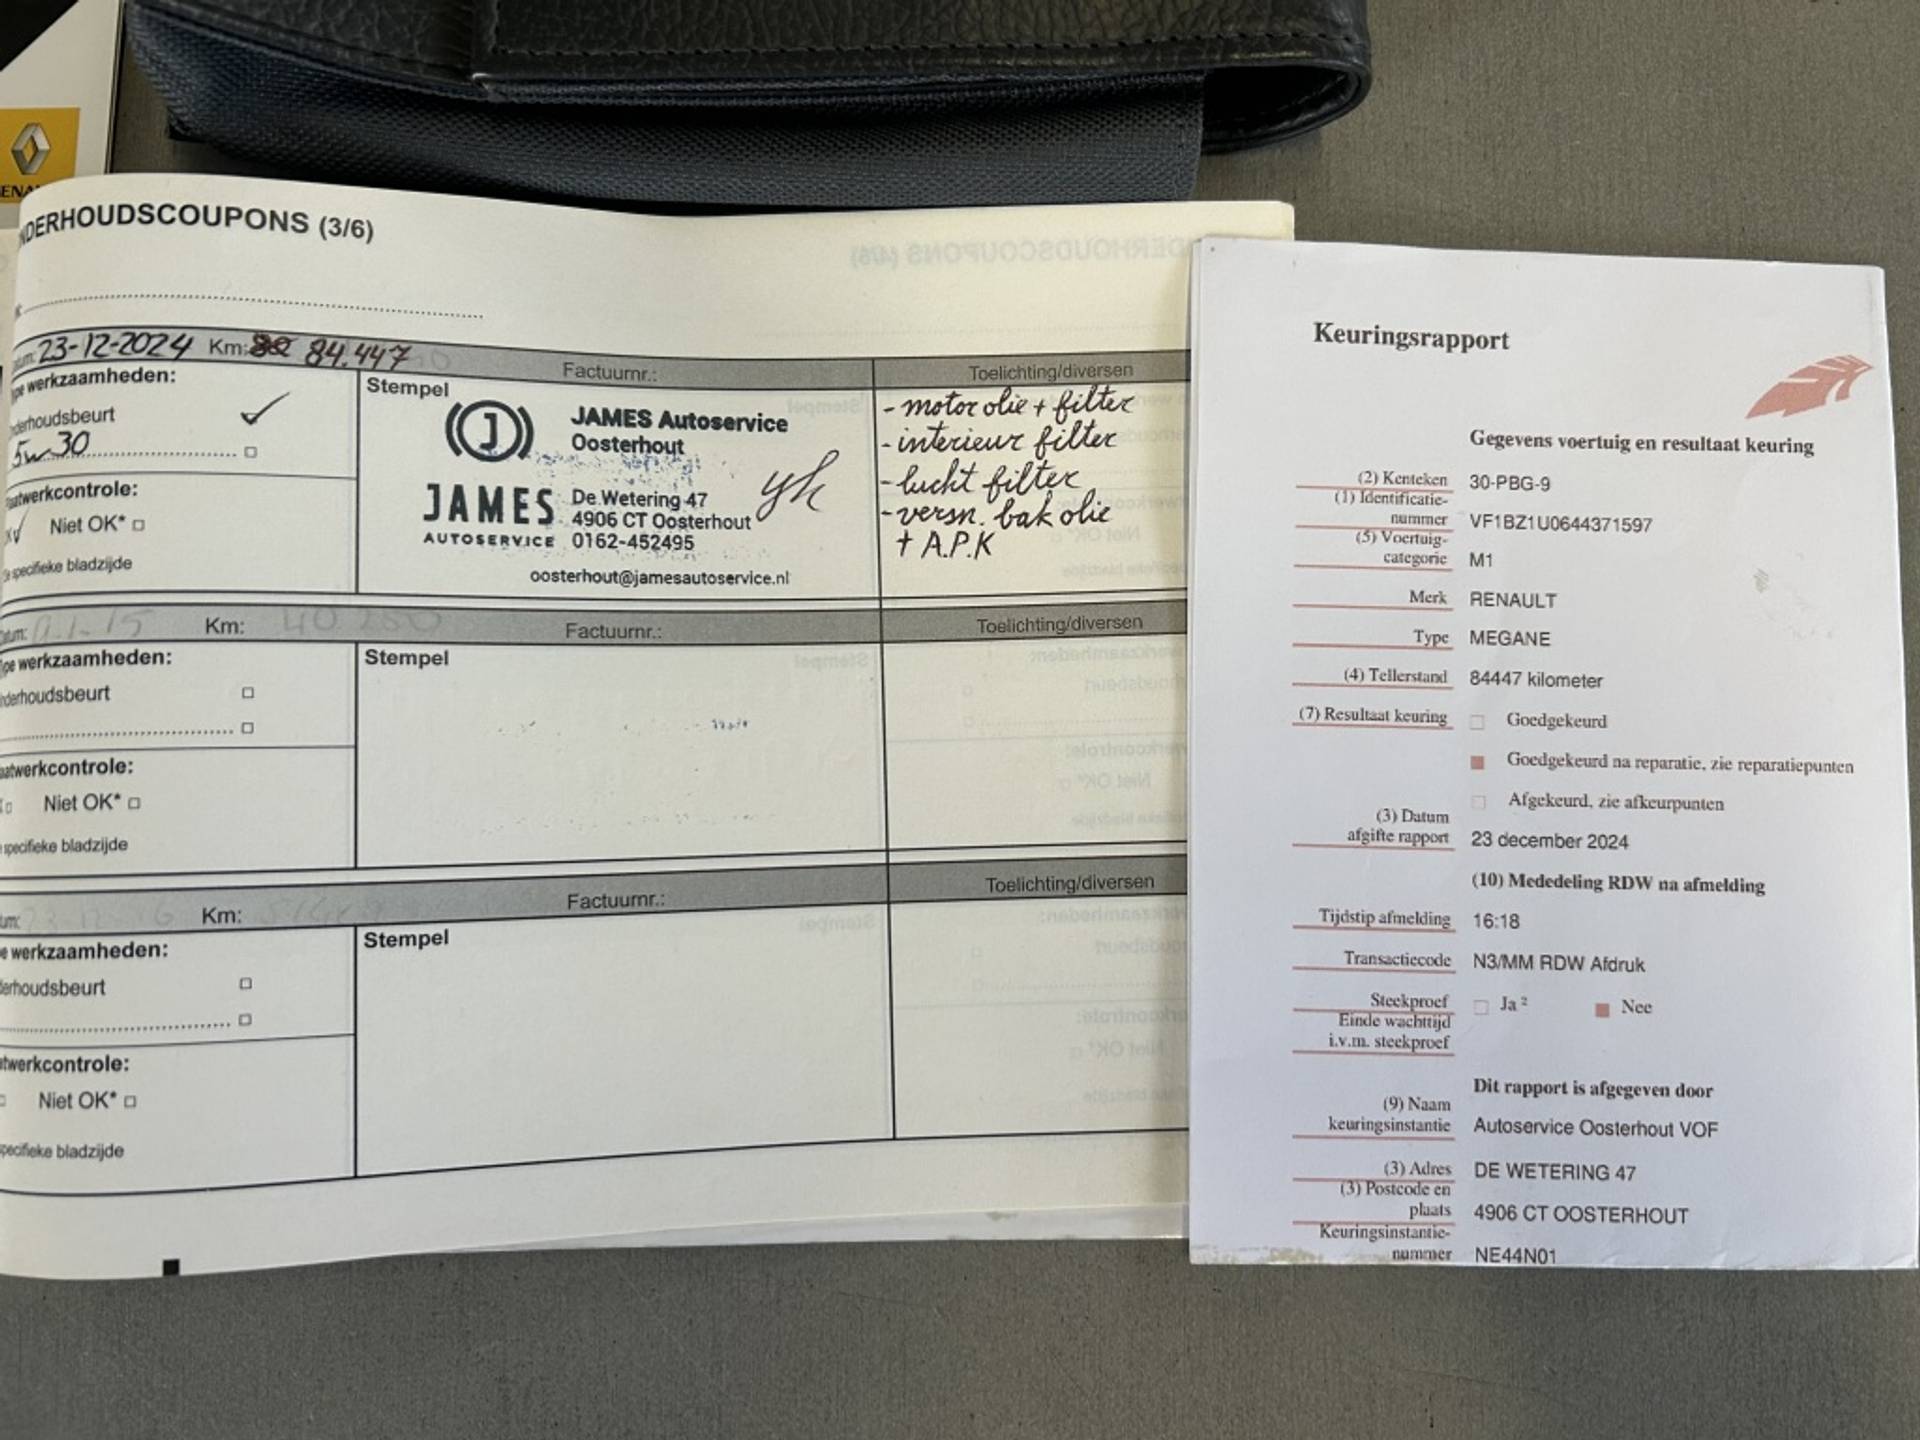 NDERHOUDSCOUPONS (3/6)
23-12-2024 Km: 84.447 Factuurnr.: Toelichting/diversen
werkzaamheden:
onderhoudsbeurt
5w30
Niet OK*
specifieke bladzijde
Stempel
JAMES Autoservice
Oosterhout
JAMES
AUTOSERVICE
De Wetering 47
4906 CT Oosterhout
0162-452495
oosterhout@jamesautoservice.nl
- motor olie + filter
- interieur filter
- lucht filter
- versn. bak olie
+ A.P.K
Km: Factuurnr.: Toelichting/diversen
werkzaamheden:
Stempel
nderhoudsbeurt
aatwerkcontrole:
Niet OK*
specifieke bladzijde
Km: Factuurnr.: Toelichting/diversen
werkzaamheden:
Stempel
derhoudsbeurt
atwerkcontrole:
Niet OK*
specifieke bladzijde
Keuringsrapport
Gegevens voertuig en resultaat keuring
(2) Kenteken 30-PBG-9
(1) Identificatie-
nummer VF1BZ1U0644371597
(5) Voertuig-
categorie M1
Merk RENAULT
Type MEGANE
(4) Tellerstand 84447 kilometer
(7) Resultaat keuring Goedgekeurd
Goedgekeurd na reparatie, zie reparatiepunten
Afgekeurd, zie afkeurpunten
(3) Datum
afgifte rapport 23 december 2024
(10) Mededeling RDW na afmelding
Tijdstip afmelding 16:18
Transactiecode N3/MM RDW Afdruk
Steekproef Ja ² Nee
Einde wachttijd
i.v.m. steekproef
Dit rapport is afgegeven door
(9) Naam
keuringsinstantie Autoservice Oosterhout VOF
(3) Adres DE WETERING 47
(3) Postcode en
plaats 4906 CT OOSTERHOUT
Keuringsinstantie-
nummer NE44N01